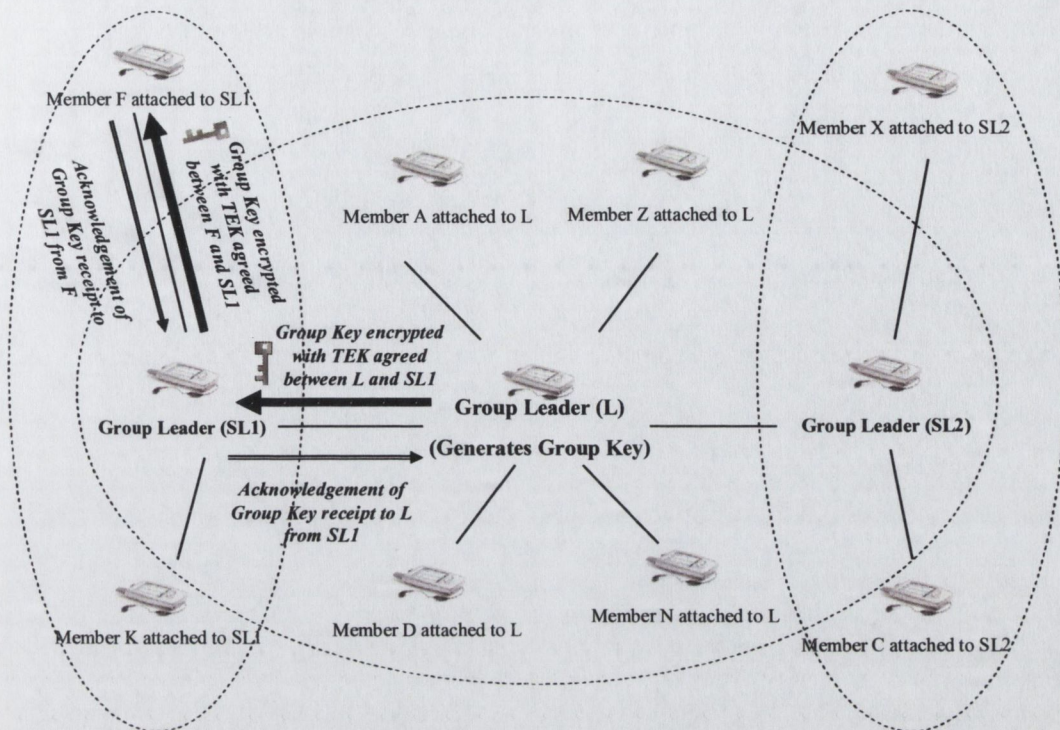 Member F attached to SL1
Member X attached to SL2
Group Key encrypted
with TEK agreed
between F and SL1
Acknowledgement of
Group Key receipt-to
SL1 from F
Member A attached to L
Member Z attached to L
Group Key encrypted
with TEK agreed
between L and SL1
Group Leader (SL1)
Group Leader (L)
(Generates Group Key)
Group Leader (SL2)
Acknowledgement of
Group Key receipt to L
from SL1
Member K attached to SL1
Member D attached to L
Member N attached to L
Member C attached to SL2